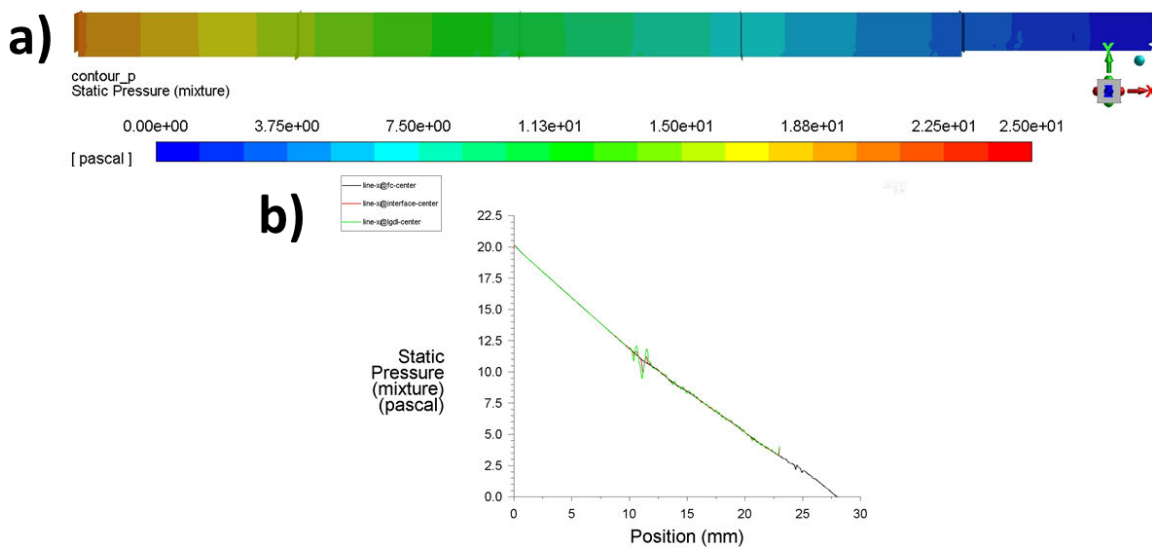 a)
Y
X
contour_p
Static Pressure (mixture)
0.00e+00 3.75e+00 7.50e+00 1.13e+01 1.50e+01 1.88e+01 2.25e+01 2.50e+01
[ pascal ]
b)
line-x@fc-center
line-x@interface-center
line-x@lgdl-center
22.5
20.0
17.5
15.0
12.5
10.0
7.5
5.0
2.5
0.0
Static
Pressure
(mixture)
(pascal)
0 5 10 15 20 25 30
Position (mm)